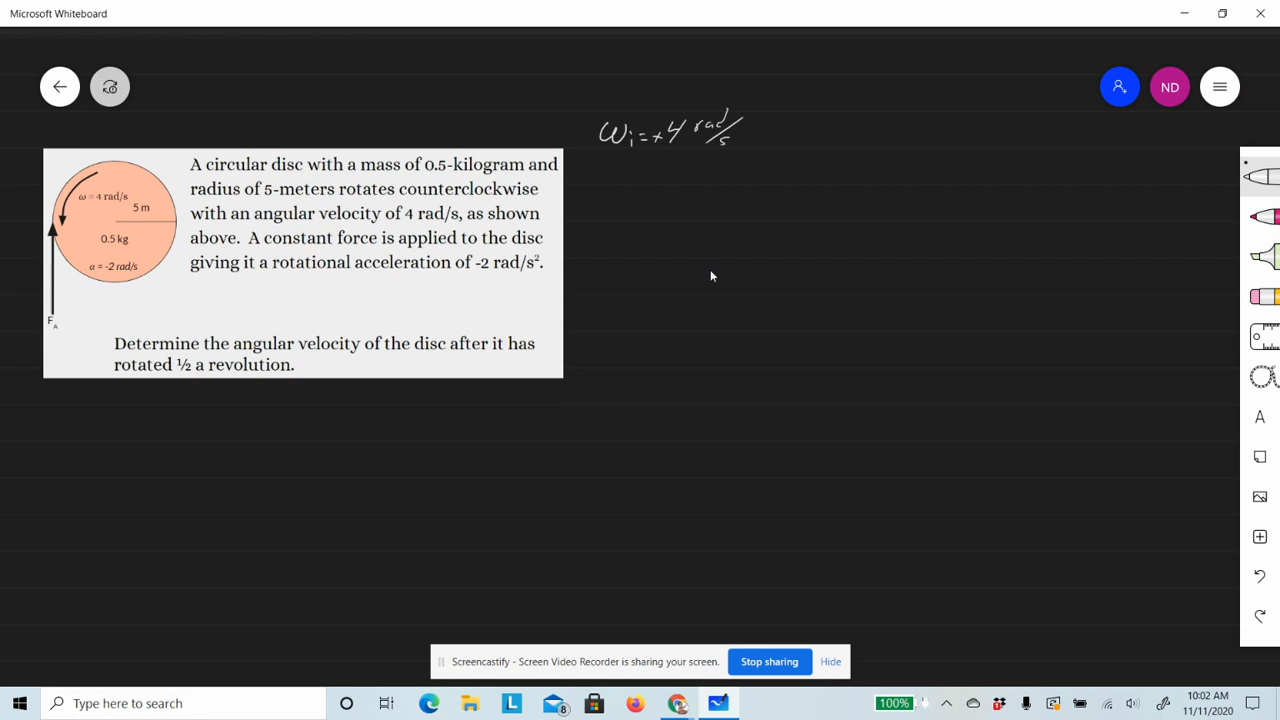 Microsoft Whiteboard
ND
ωi = +4 rad/s
A circular disc with a mass of 0.5-kilogram and
radius of 5-meters rotates counterclockwise
with an angular velocity of 4 rad/s, as shown
above. A constant force is applied to the disc
giving it a rotational acceleration of -2 rad/s².
ω = 4 rad/s
5 m
0.5 kg
α = -2 rad/s
FA
Determine the angular velocity of the disc after it has
rotated ½ a revolution.
A
Screencastify - Screen Video Recorder is sharing your screen.
Stop sharing
Hide
Type here to search
L
8
100%
10:02 AM
11/11/2020